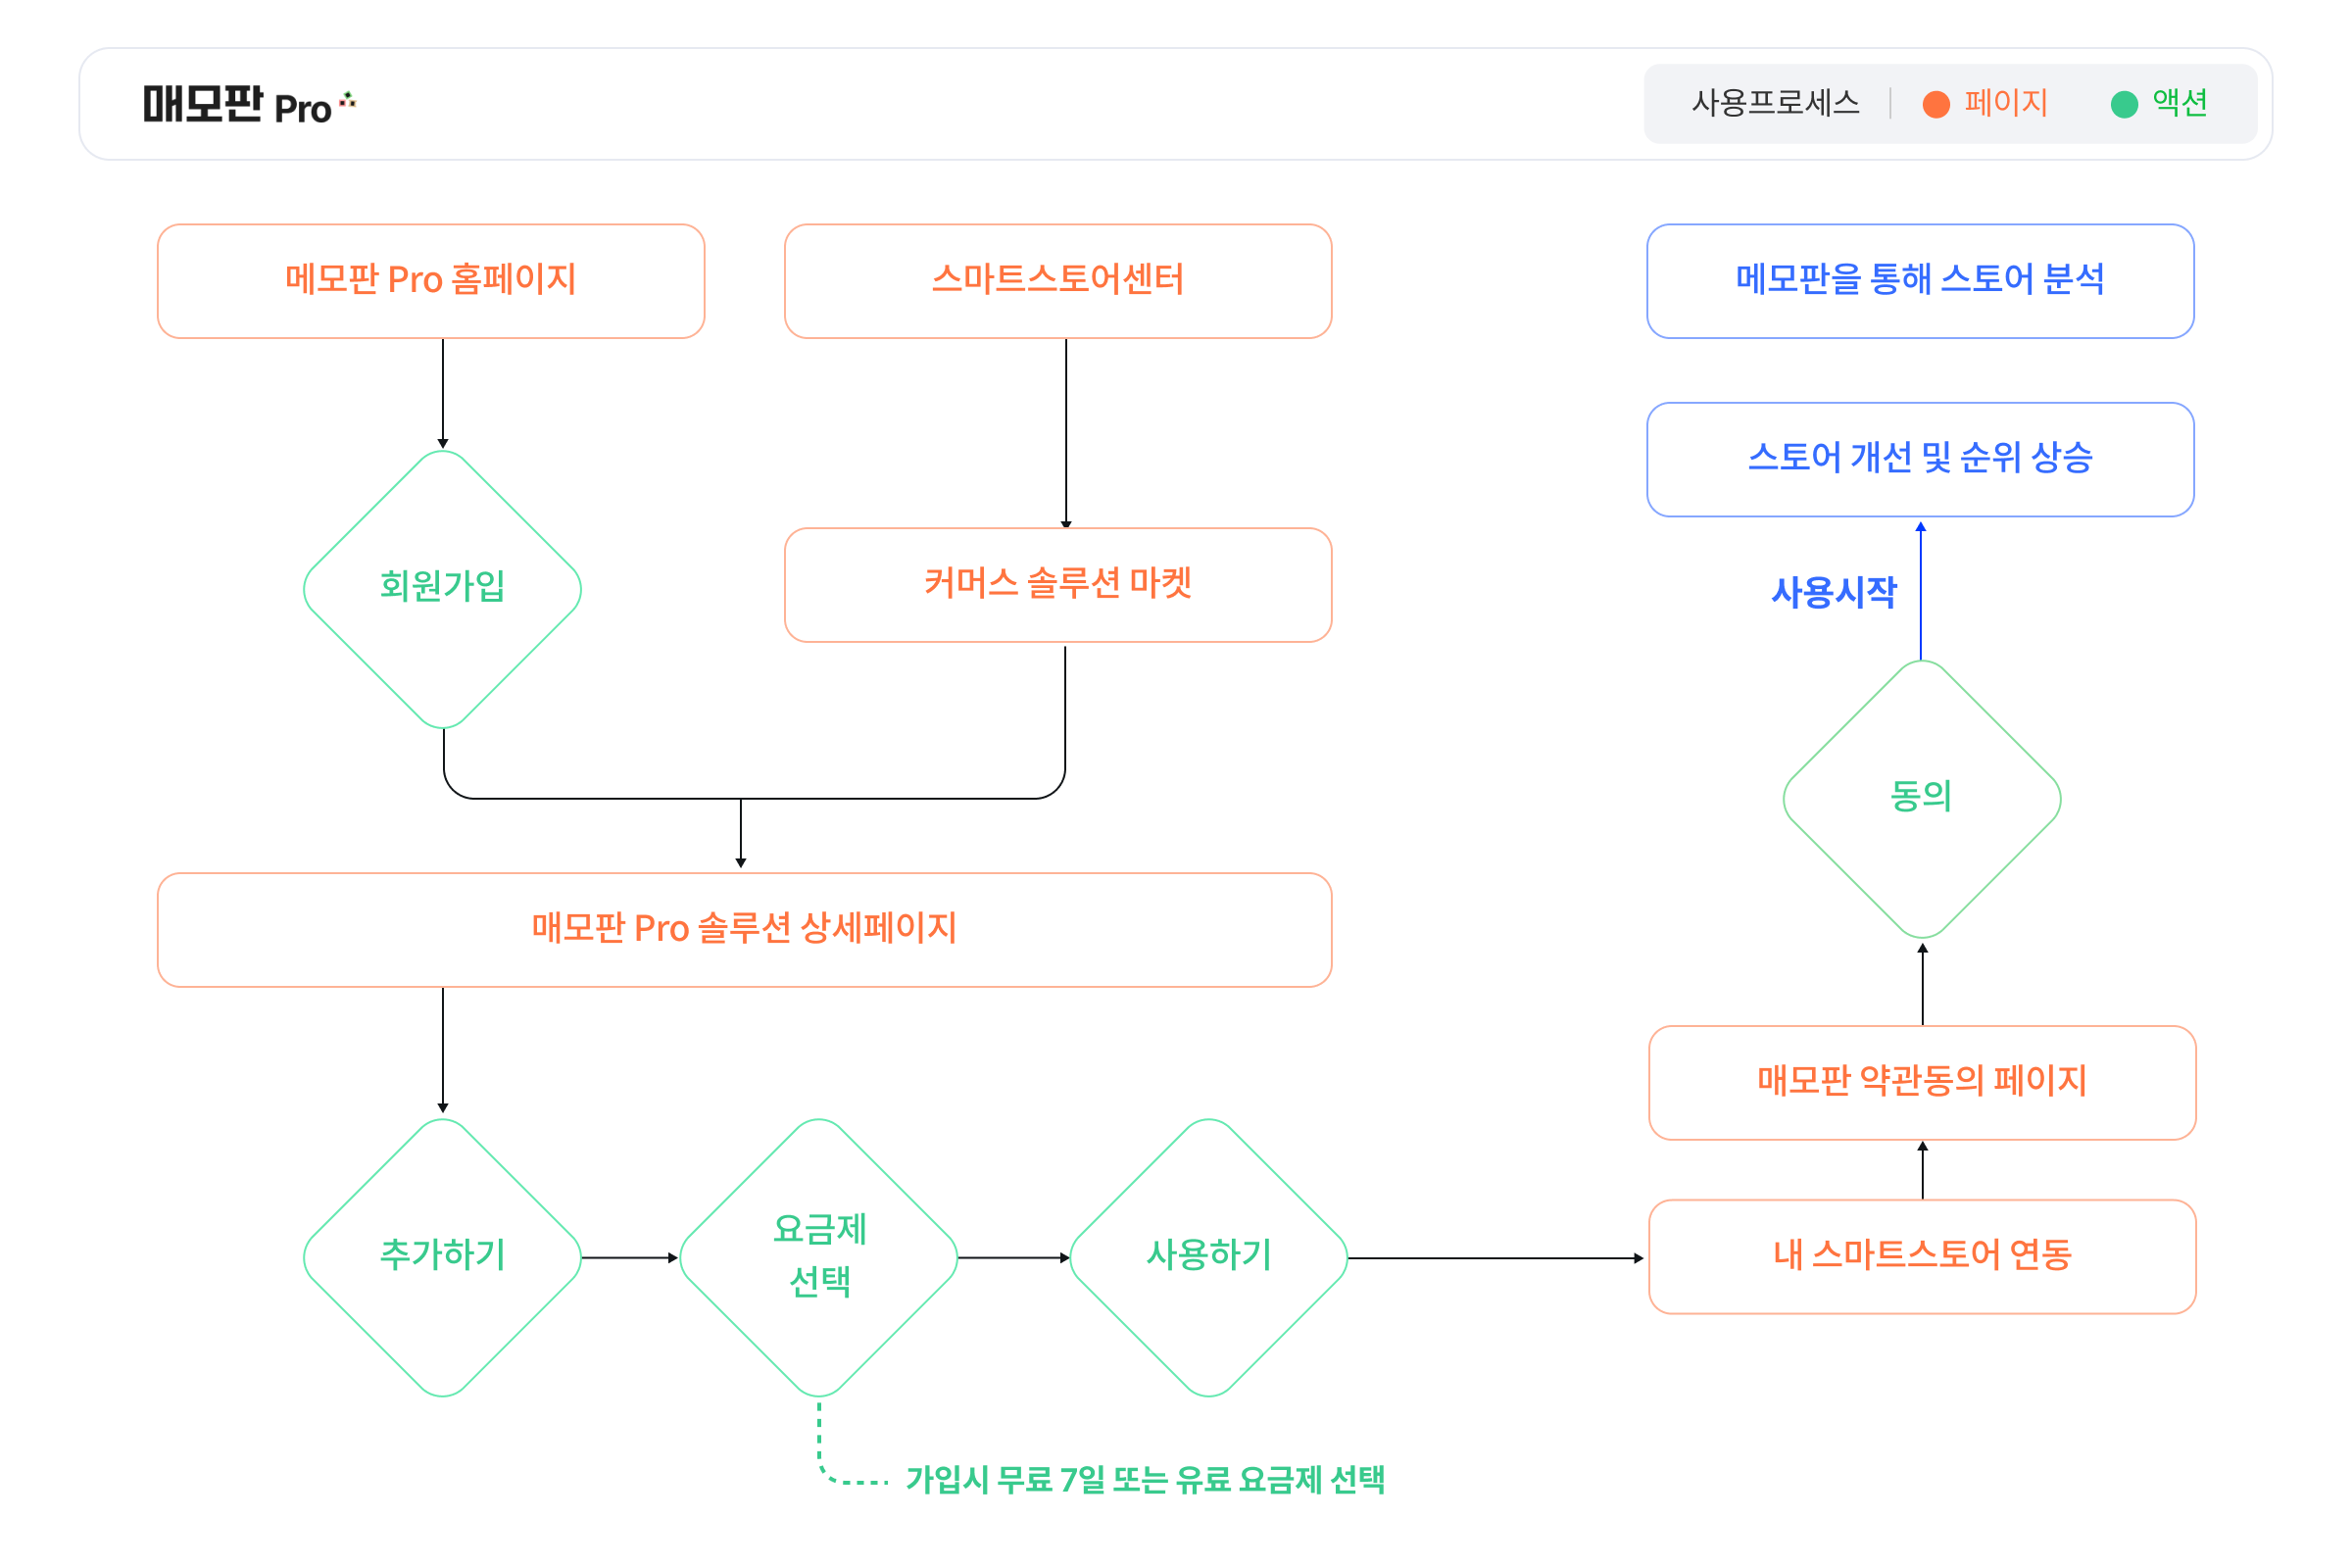 매모판 Pro
사용프로세스 페이지 액션
매모판 Pro 홈페이지
스마트스토어센터
매모판을 통해 스토어 분석
스토어 개선 및 순위 상승
회원가입
커머스 솔루션 마켓
사용시작
동의
매모판 Pro 솔루션 상세페이지
매모판 약관동의 페이지
추가하기
요금제
선택
사용하기
내 스마트스토어 연동
가입시 무료 7일 또는 유료 요금제 선택